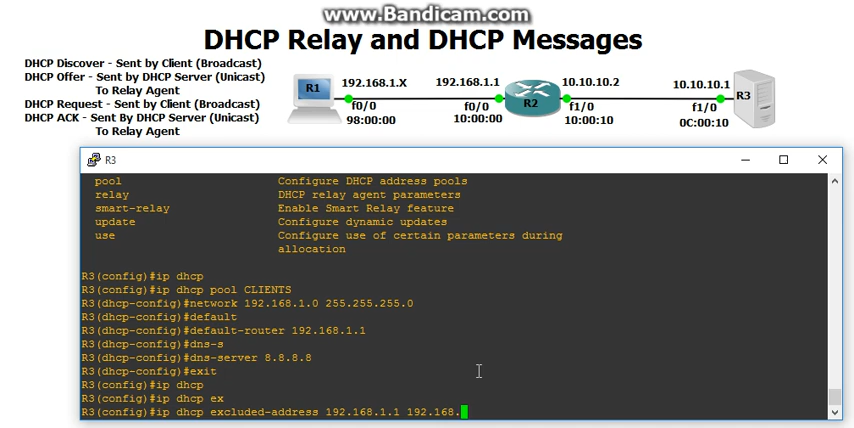 www.Bandicam.com
DHCP Relay and DHCP Messages
DHCP Discover - Sent by Client (Broadcast)
DHCP Offer - Sent by DHCP Server (Unicast)
To Relay Agent
DHCP Request - Sent by Client (Broadcast)
DHCP ACK - Sent By DHCP Server (Unicast)
To Relay Agent
R1
192.168.1.X
f0/0
98:00:00
192.168.1.1
f0/0
10:00:00
R2
10.10.10.2
f1/0
10:00:10
10.10.10.1
f1/0
0C:00:10
R3
R3
pool Configure DHCP address pools
relay DHCP relay agent parameters
smart-relay Enable Smart Relay feature
update Configure dynamic updates
use Configure use of certain parameters during
allocation
R3(config)#ip dhcp
R3(config)#ip dhcp pool CLIENTS
R3(dhcp-config)#network 192.168.1.0 255.255.255.0
R3(dhcp-config)#default
R3(dhcp-config)#default-router 192.168.1.1
R3(dhcp-config)#dns-s
R3(dhcp-config)#dns-server 8.8.8.8
R3(dhcp-config)#exit
R3(config)#ip dhcp
R3(config)#ip dhcp ex
R3(config)#ip dhcp excluded-address 192.168.1.1 192.168.